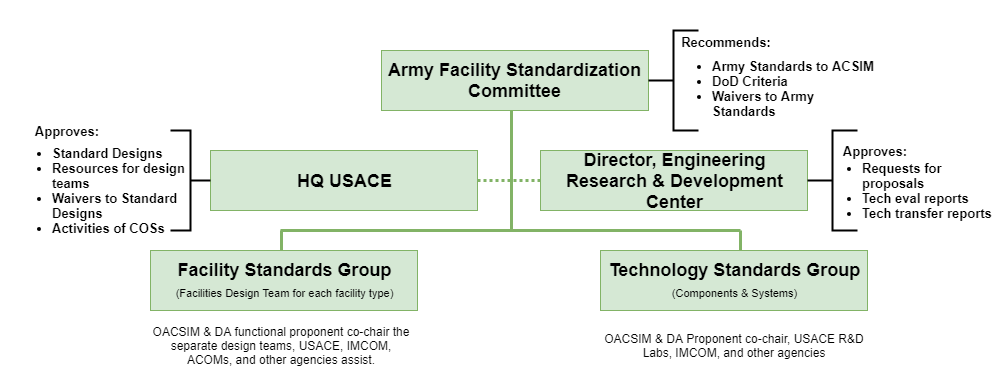 Army Facility Standardization
Committee
Recommends:
• Army Standards to ACSIM
• DoD Criteria
• Waivers to Army
Standards
Approves:
• Standard Designs
• Resources for design
teams
• Waivers to Standard
Designs
• Activities of COSs
HQ USACE
Director, Engineering
Research & Development
Center
Approves:
• Requests for
proposals
• Tech eval reports
• Tech transfer reports
Facility Standards Group
(Facilities Design Team for each facility type)
OACSIM & DA functional proponent co-chair the
separate design teams, USACE, IMCOM,
ACOMs, and other agencies assist.
Technology Standards Group
(Components & Systems)
OACSIM & DA Proponent co-chair, USACE R&D
Labs, IMCOM, and other agencies